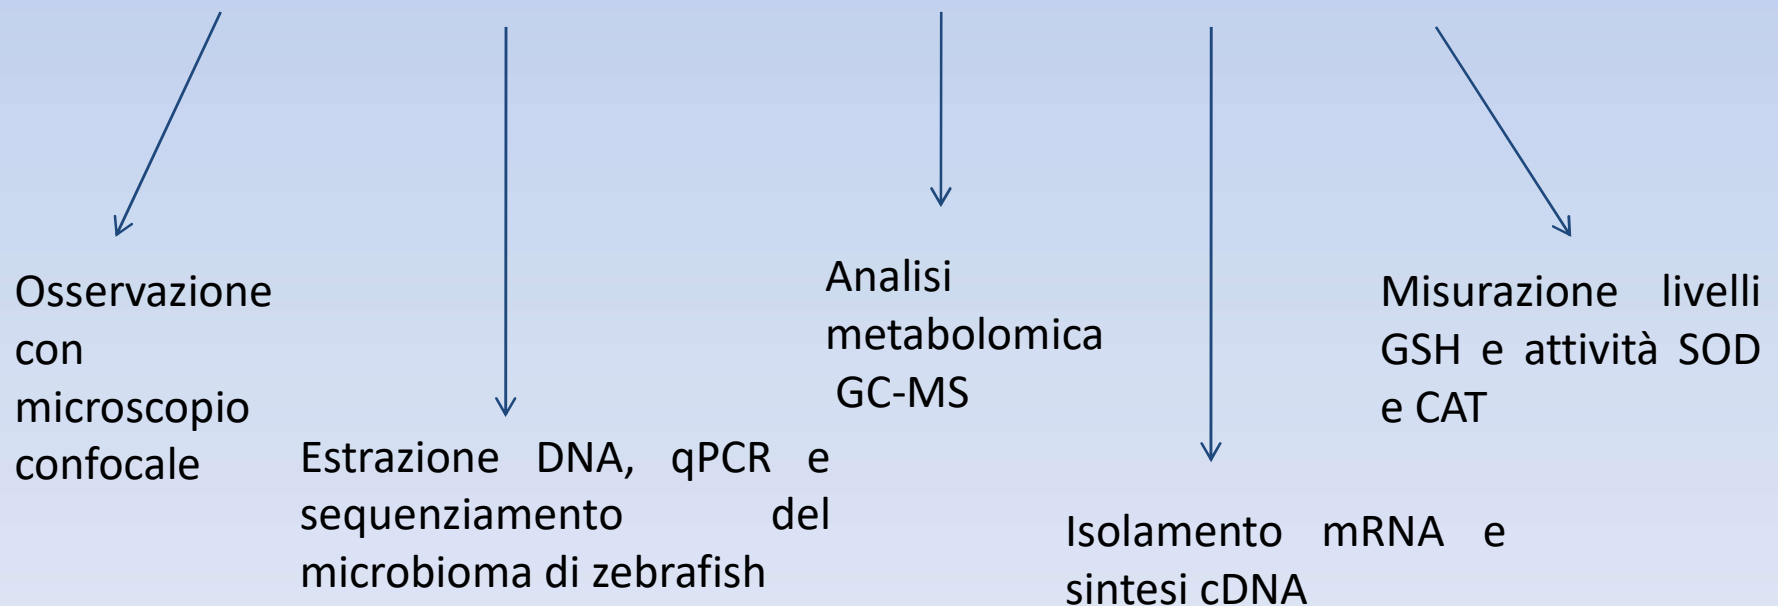 Osservazione
con
microscopio
confocale
Estrazione DNA, qPCR e
sequenziamento del
microbioma di zebrafish
Analisi
metabolomica
GC-MS
Isolamento mRNA e
sintesi cDNA
Misurazione livelli
GSH e attività SOD
e CAT